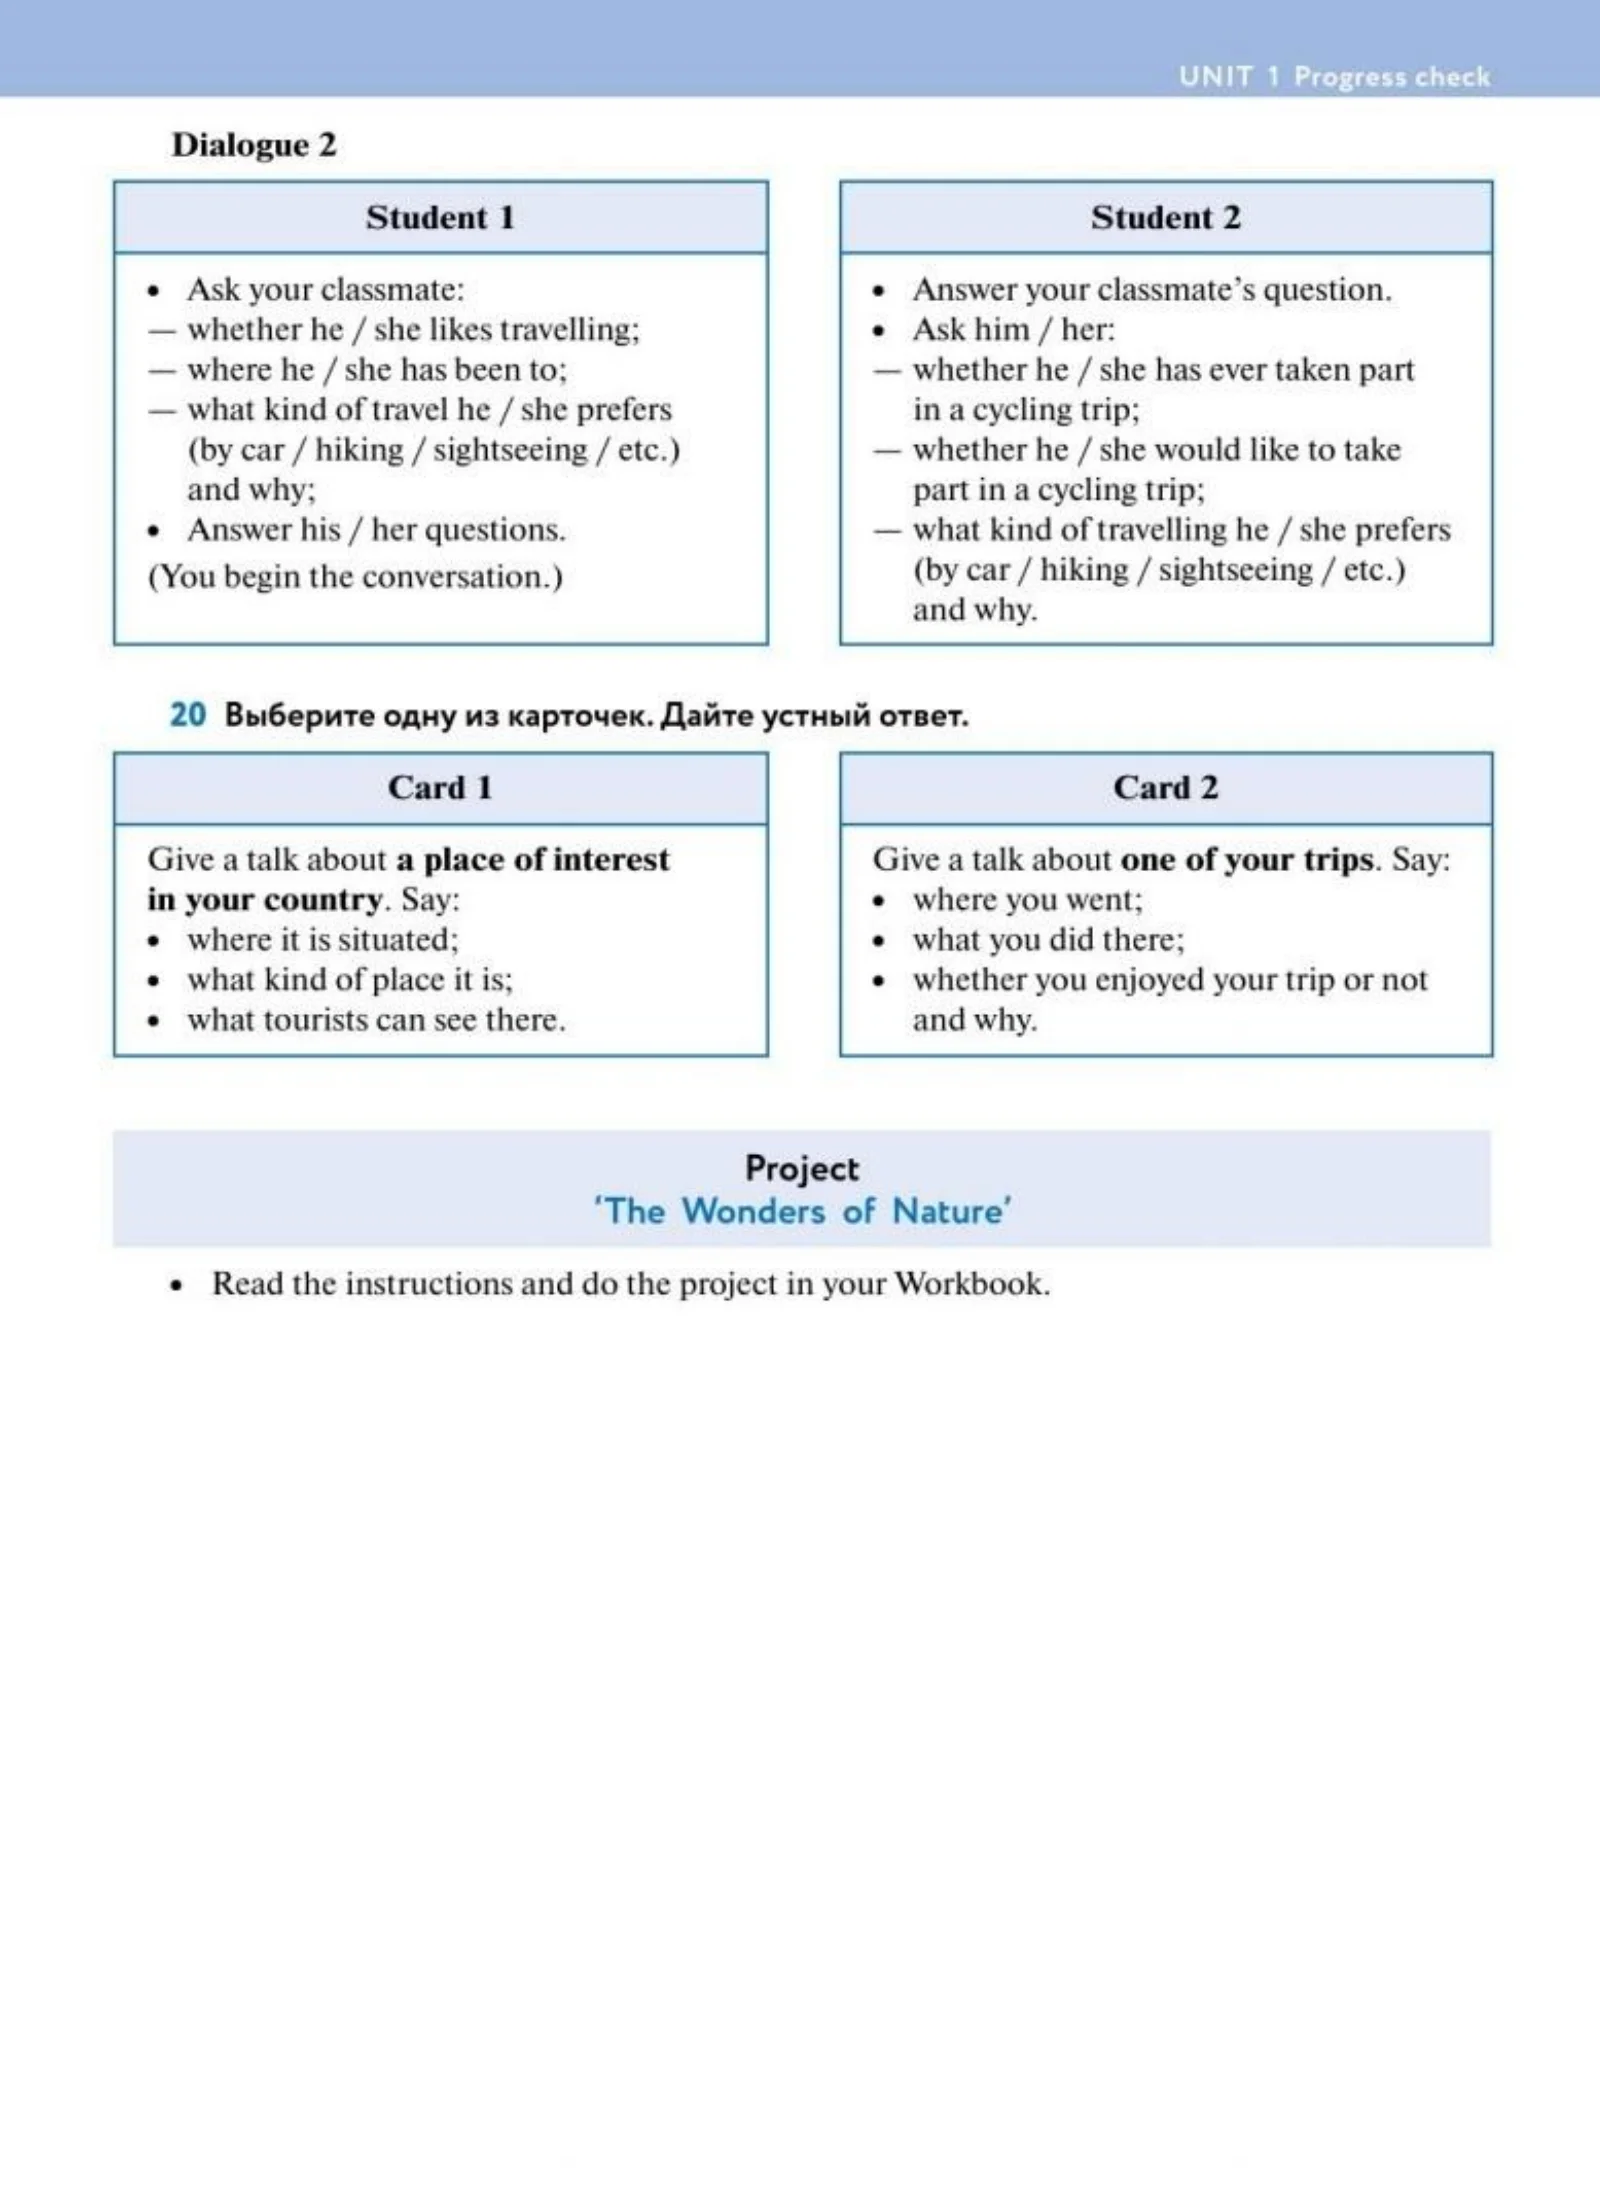 UNIT 1 Progress check
Dialogue 2
Student 1
• Ask your classmate:
— whether he / she likes travelling;
— where he / she has been to;
— what kind of travel he / she prefers
(by car / hiking / sightseeing / etc.)
and why;
• Answer his / her questions.
(You begin the conversation.)
Student 2
• Answer your classmate’s question.
• Ask him / her:
— whether he / she has ever taken part
in a cycling trip;
— whether he / she would like to take
part in a cycling trip;
— what kind of travelling he / she prefers
(by car / hiking / sightseeing / etc.)
and why.
20 Выберите одну из карточек. Дайте устный ответ.
Card 1
Give a talk about a place of interest
in your country. Say:
• where it is situated;
• what kind of place it is;
• what tourists can see there.
Card 2
Give a talk about one of your trips. Say:
• where you went;
• what you did there;
• whether you enjoyed your trip or not
and why.
Project
‘The Wonders of Nature’
• Read the instructions and do the project in your Workbook.